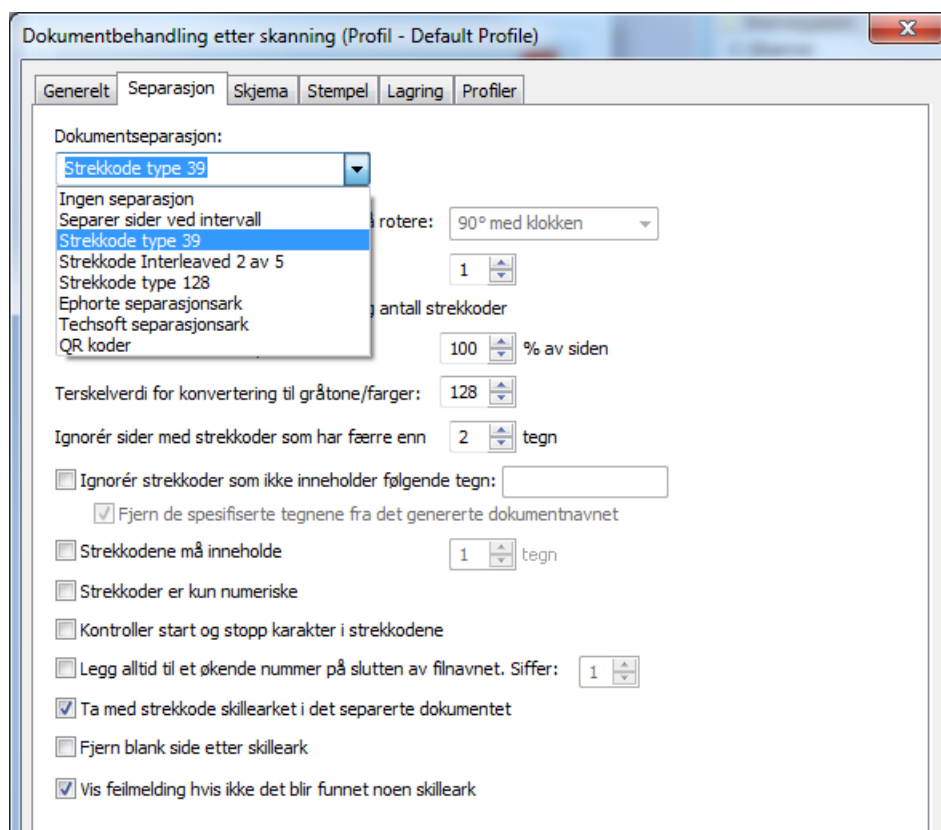 Dokumentbehandling etter skanning (Profil - Default Profile)
Generelt Separasjon Skjema Stempel Lagring Profiler
Dokumentseparasjon:
Strekkode type 39
Ingen separasjon
Separer sider ved intervall
Strekkode type 39
Strekkode Interleaved 2 av 5
Strekkode type 128
Ephorte separasjonsark
Techsoft separasjonsark
QR koder
rotere: 90° med klokken
1
antall strekkoder
100 % av siden
Terskelverdi for konvertering til gråtone/farger: 128
Ignorér sider med strekkoder som har færre enn 2 tegn
Ignorér strekkoder som ikke inneholder følgende tegn:
Fjern de spesifiserte tegnene fra det genererte dokumentnavnet
Strekkodene må inneholde 1 tegn
Strekkoder er kun numeriske
Kontroller start og stopp karakter i strekkodene
Legg alltid til et økende nummer på slutten av filnavnet. Siffer: 1
Ta med strekkode skillearket i det separerte dokumentet
Fjern blank side etter skilleark
Vis feilmelding hvis ikke det blir funnet noen skilleark